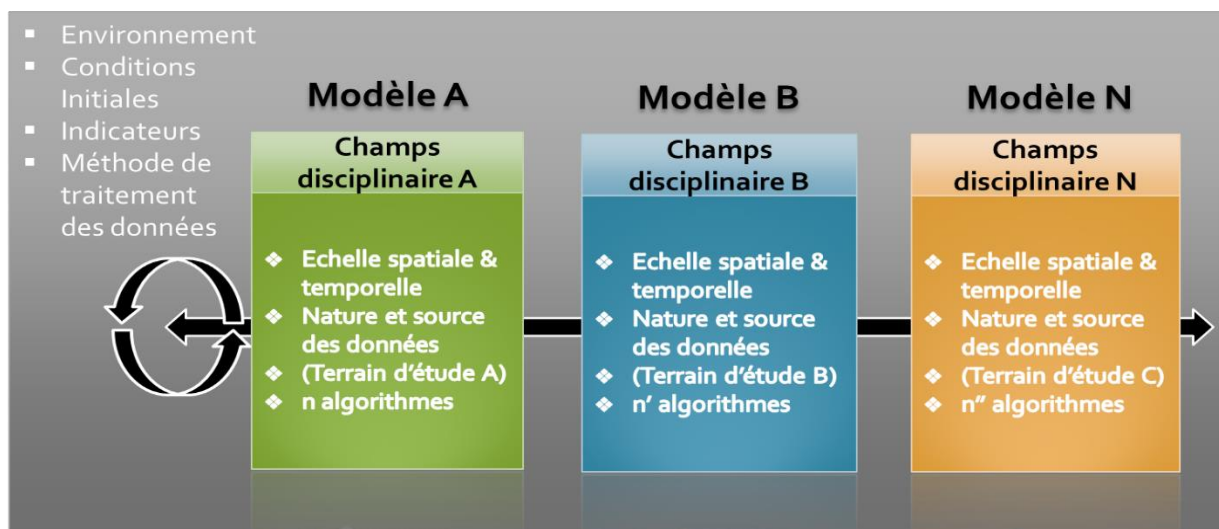 ▪ Environnement
▪ Conditions
Initiales
▪ Indicateurs
▪ Méthode de
traitement
des données
Modèle A
Champs
disciplinaire A
❖ Echelle spatiale &
temporelle
❖ Nature et source
des données
❖ (Terrain d'étude A)
❖ n algorithmes
Modèle B
Champs
disciplinaire B
❖ Echelle spatiale &
temporelle
❖ Nature et source
des données
❖ (Terrain d'étude B)
❖ n' algorithmes
Modèle N
Champs
disciplinaire N
❖ Echelle spatiale &
temporelle
❖ Nature et source
des données
❖ (Terrain d'étude C)
❖ n'' algorithmes